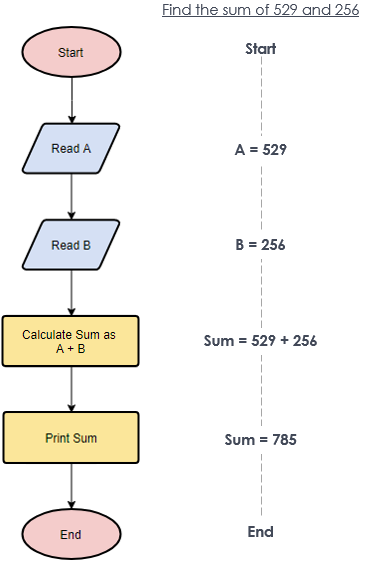 Find the sum of 529 and 256
Start
Start
Read A
A = 529
Read B
B = 256
Calculate Sum as
A + B
Sum = 529 + 256
Print Sum
Sum = 785
End
End